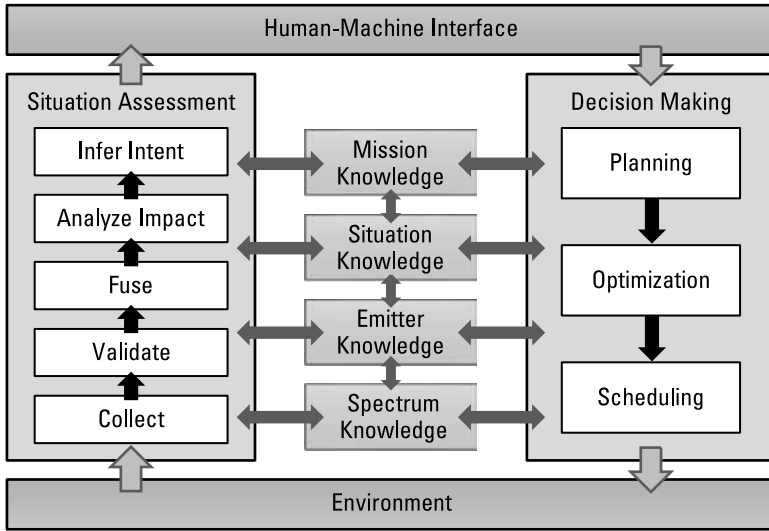 Human-Machine Interface
Situation Assessment
Infer Intent
Analyze Impact
Fuse
Validate
Collect
Mission
Knowledge
Situation
Knowledge
Emitter
Knowledge
Spectrum
Knowledge
Decision Making
Planning
Optimization
Scheduling
Environment